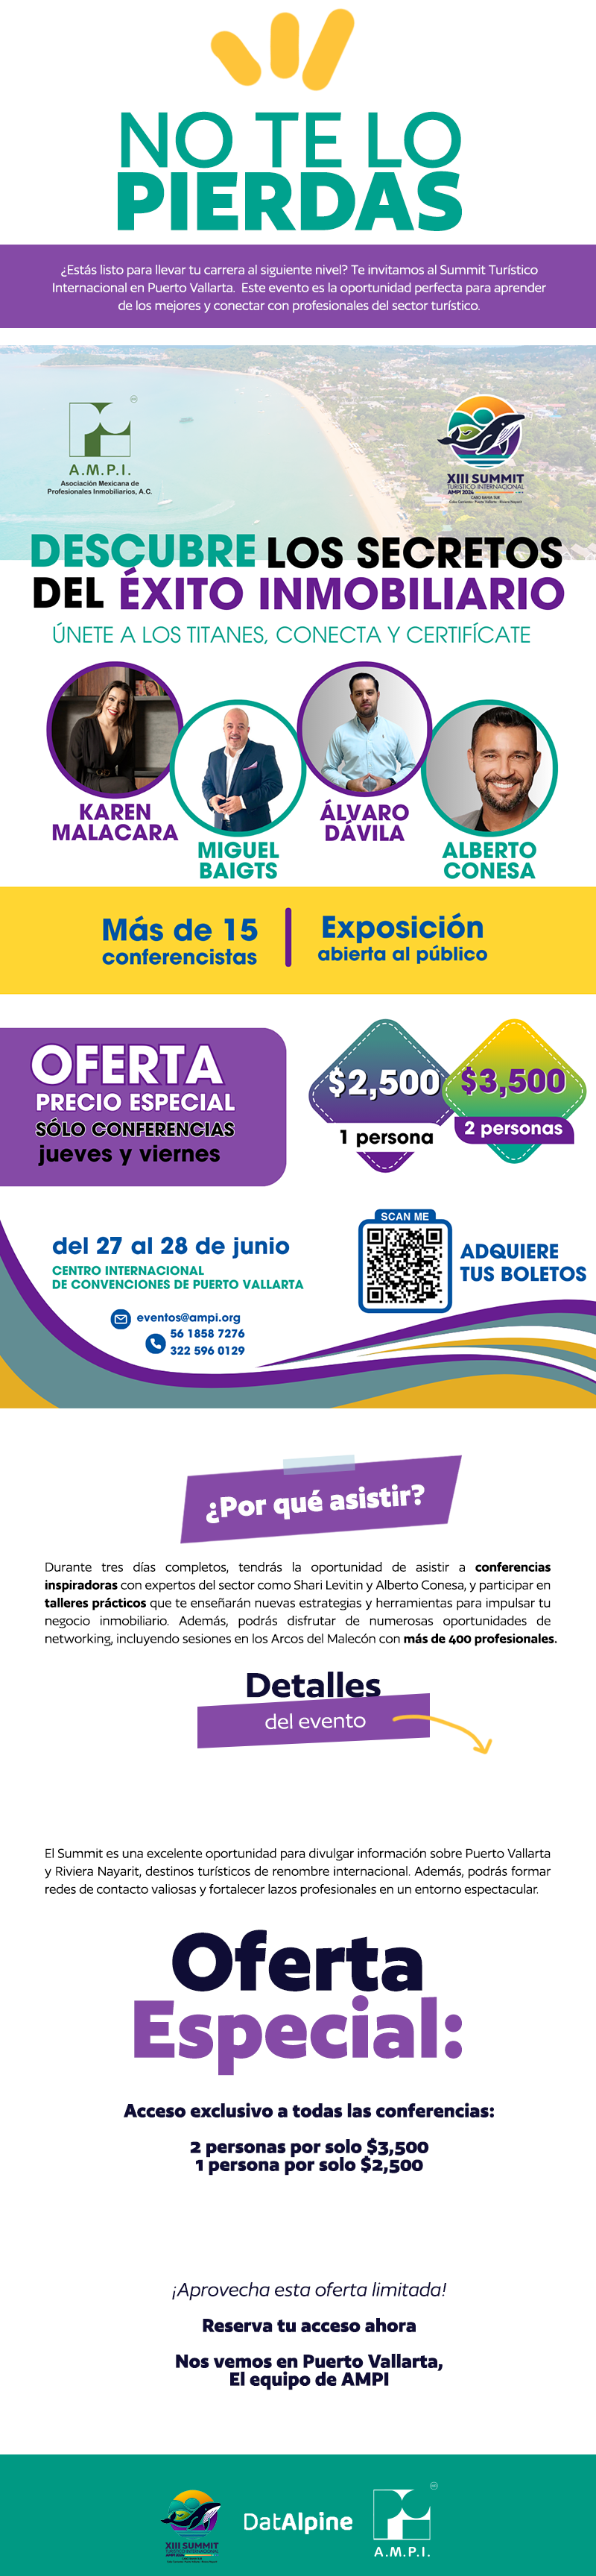 NO TE LO
PIERDAS
¿Estás listo para llevar tu carrera al siguiente nivel? Te invitamos al Summit Turístico
Internacional en Puerto Vallarta. Este evento es la oportunidad perfecta para aprender
de los mejores y conectar con profesionales del sector turístico.
A.M.P.I.
Asociación Mexicana de
Profesionales Inmobiliarios, A.C.
XIII SUMMIT
TURÍSTICO INTERNACIONAL
AMPI 2024
DESCUBRE LOS SECRETOS
DEL ÉXITO INMOBILIARIO
ÚNETE A LOS TITANES, CONECTA Y CERTIFÍCATE
KAREN
MALACARA
MIGUEL
BAIGTS
ÁLVARO
DÁVILA
ALBERTO
CONESA
Más de 15
conferencistas
Exposición
abierta al público
OFERTA
PRECIO ESPECIAL
SÓLO CONFERENCIAS
jueves y viernes
$2,500
1 persona
$3,500
2 personas
del 27 al 28 de junio
CENTRO INTERNACIONAL
DE CONVENCIONES DE PUERTO VALLARTA
eventos@ampi.org
56 1858 7276
322 596 0129
SCAN ME
ADQUIERE
TUS BOLETOS
¿Por qué asistir?
Durante tres días completos, tendrás la oportunidad de asistir a conferencias
inspiradoras con expertos del sector como Shari Levitin y Alberto Conesa, y participar en
talleres prácticos que te enseñarán nuevas estrategias y herramientas para impulsar tu
negocio inmobiliario. Además, podrás disfrutar de numerosas oportunidades de
networking, incluyendo sesiones en los Arcos del Malecón con más de 400 profesionales.
Detalles
del evento
El Summit es una excelente oportunidad para divulgar información sobre Puerto Vallarta
y Riviera Nayarit, destinos turísticos de renombre internacional. Además, podrás formar
redes de contacto valiosas y fortalecer lazos profesionales en un entorno espectacular.
Oferta
Especial:
Acceso exclusivo a todas las conferencias:
2 personas por solo $3,500
1 persona por solo $2,500
¡Aprovecha esta oferta limitada!
Reserva tu acceso ahora
Nos vemos en Puerto Vallarta,
El equipo de AMPI
XIII SUMMIT
DatAlpine
A.M.P.I.